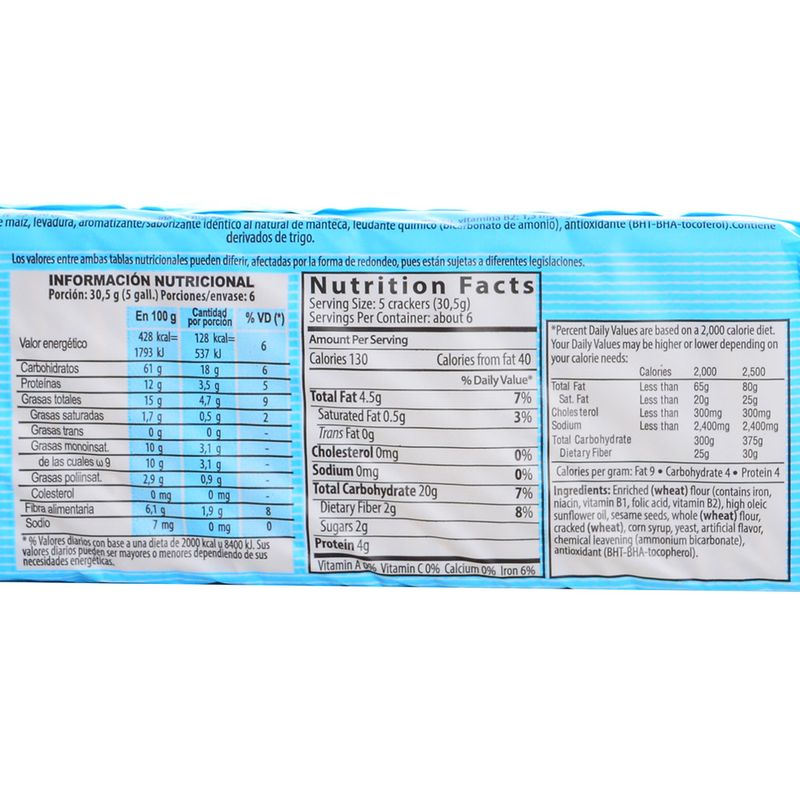 vitamina B2:
e maíz, levadura, aromatizante/saborizante idéntico al natural de manteca, leudante químico (bicarbonato de amonio), antioxidante (BHT-BHA-tocoferol).Contiene
derivados de trigo.
Los valores entre ambas tablas nutricionales pueden diferir, afectadas por la forma de redondeo, pues están sujetas a diferentes legislaciones.
INFORMACIÓN NUTRICIONAL
Porción: 30,5 g (5 gall.) Porciones/envase: 6
En 100 g Cantidad por porción % VD (*)
Valor energético 428 kcal= 1793 kJ 128 kcal= 537 kJ 6
Carbohidratos 61 g 18 g 6
Proteínas 12 g 3,5 g 5
Grasas totales 15 g 4,7 g 9
Grasas saturadas 1,7 g 0,5 g 2
Grasas trans 0 g 0 g -
Grasas monoinsat. 10 g 3,1 g -
de las cuales ω9 10 g 3,1 g -
Grasas poliinsat. 2,9 g 0,9 g -
Colesterol 0 mg 0 mg -
Fibra alimentaria 6,1 g 1,9 g 8
Sodio 7 mg 0 mg 0
* % Valores diarios con base a una dieta de 2000 kcal y 8400 kJ. Sus
valores diarios pueden ser mayores o menores dependiendo de sus
necesidades energéticas.
Nutrition Facts
Serving Size: 5 crackers (30,5g)
Servings Per Container: about 6
Amount Per Serving
Calories 130 Calories from fat 40
% Daily Value*
Total Fat 4.5g 7%
Saturated Fat 0.5g 3%
Trans Fat 0g
Cholesterol 0mg 0%
Sodium 0mg 0%
Total Carbohydrate 20g 7%
Dietary Fiber 2g 8%
Sugars 2g
Protein 4g
Vitamin A 0% Vitamin C 0% Calcium 0% Iron 6%
*Percent Daily Values are based on a 2,000 calorie diet.
Your Daily Values may be higher or lower depending on
your calorie needs:
Calories 2,000 2,500
Total Fat Less than 65g 80g
Sat. Fat Less than 20g 25g
Cholesterol Less than 300mg 300mg
Sodium Less than 2,400mg 2,400mg
Total Carbohydrate 300g 375g
Dietary Fiber 25g 30g
Calories per gram: Fat 9 • Carbohydrate 4 • Protein 4
Ingredients: Enriched (wheat) flour (contains iron,
niacin, vitamin B1, folic acid, vitamin B2), high oleic
sunflower oil, sesame seeds, whole (wheat) flour,
cracked (wheat), corn syrup, yeast, artificial flavor,
chemical leavening (ammonium bicarbonate),
antioxidant (BHT-BHA-tocopherol).